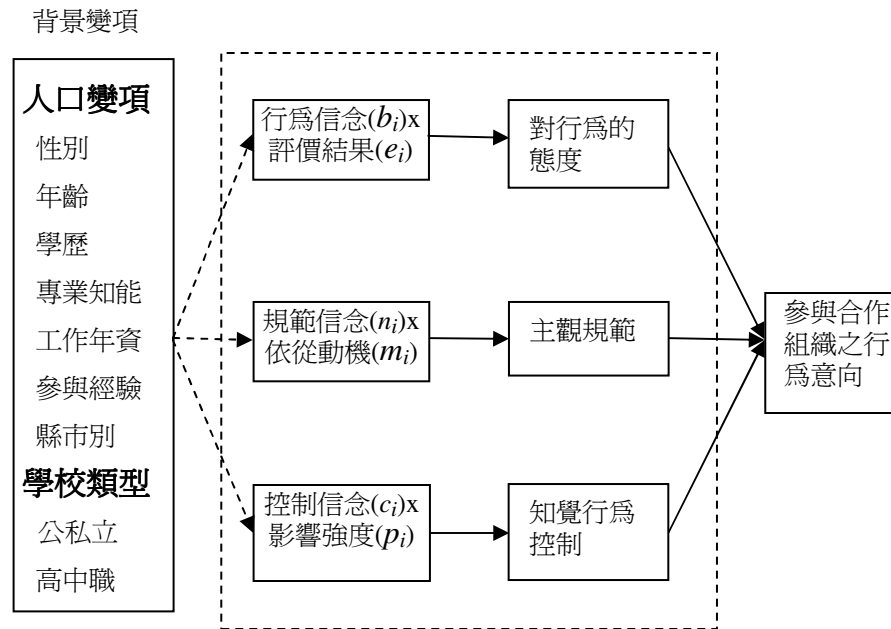 背景變項
人口變項
性別
年齡
學歷
專業知能
工作年資
參與經驗
縣市別
學校類型
公私立
高中職
行為信念(bᵢ)x
評價結果(eᵢ)
對行為的
態度
規範信念(nᵢ)x
依從動機(mᵢ)
主觀規範
控制信念(cᵢ)x
影響強度(pᵢ)
知覺行為
控制
參與合作
組織之行
為意向